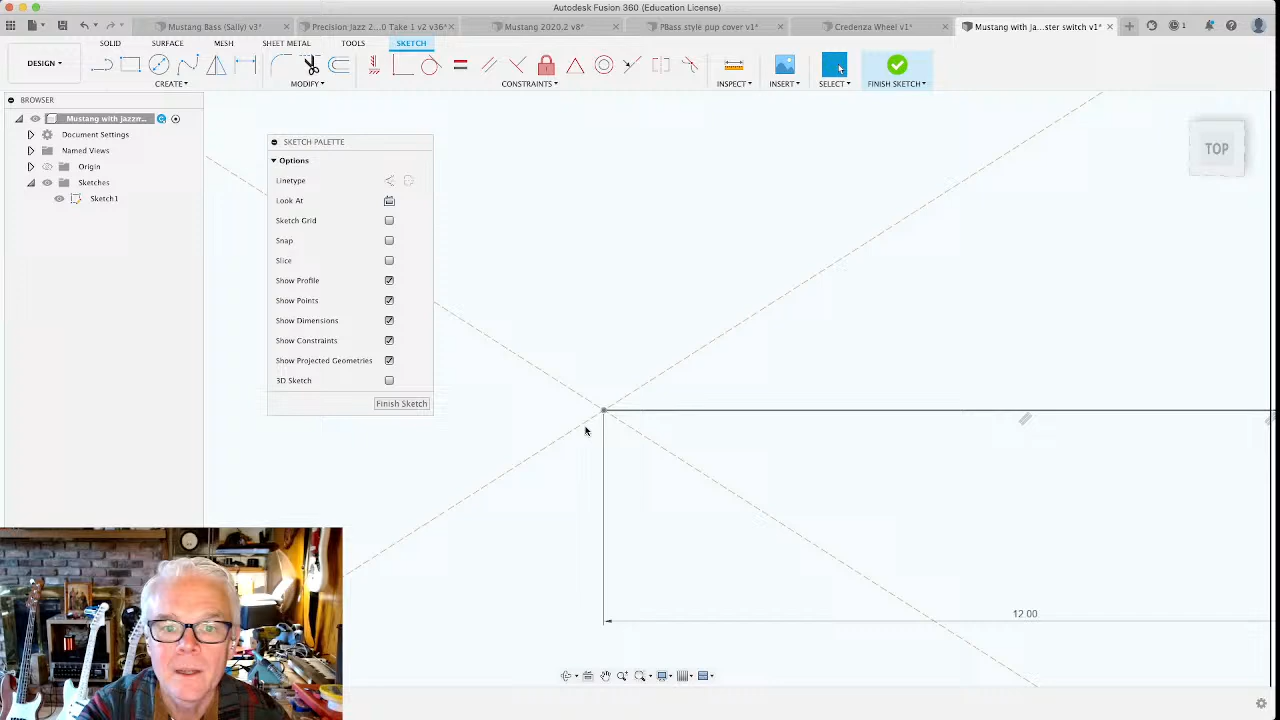 Autodesk Fusion 360 (Education License)
Mustang Bass (Sally) v3*
Precision Jazz 2....0 Take 1 v2 v36*
Mustang 2020.2 v8*
PBass style pup cover v1*
Credenza Wheel v1*
Mustang with Ja...ster switch v1*
1
SOLID
SURFACE
MESH
SHEET METAL
TOOLS
SKETCH
DESIGN
CREATE
MODIFY
CONSTRAINTS
INSPECT
INSERT
SELECT
FINISH SKETCH
BROWSER
Mustang with Jazzm...
Document Settings
Named Views
Origin
Sketches
Sketch1
SKETCH PALETTE
Options
Linetype
Look At
Sketch Grid
Snap
Slice
Show Profile
Show Points
Show Dimensions
Show Constraints
Show Projected Geometries
3D Sketch
Finish Sketch
TOP
12.00